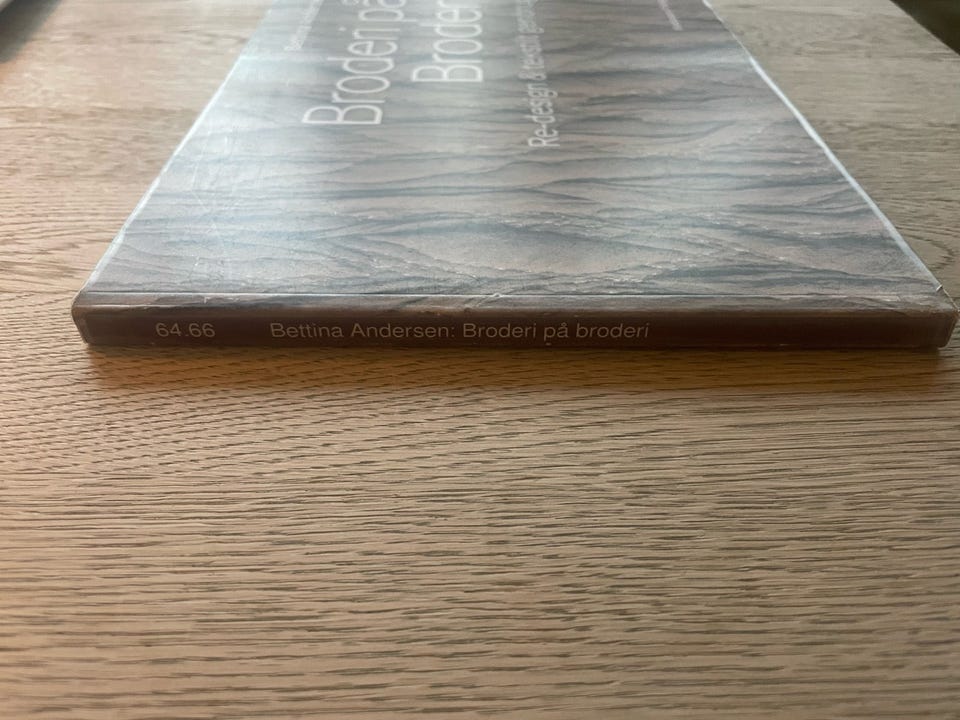 Broderi på
Broderi
Re-design & tekstil
64.66 Bettina Andersen: Broderi på broderi